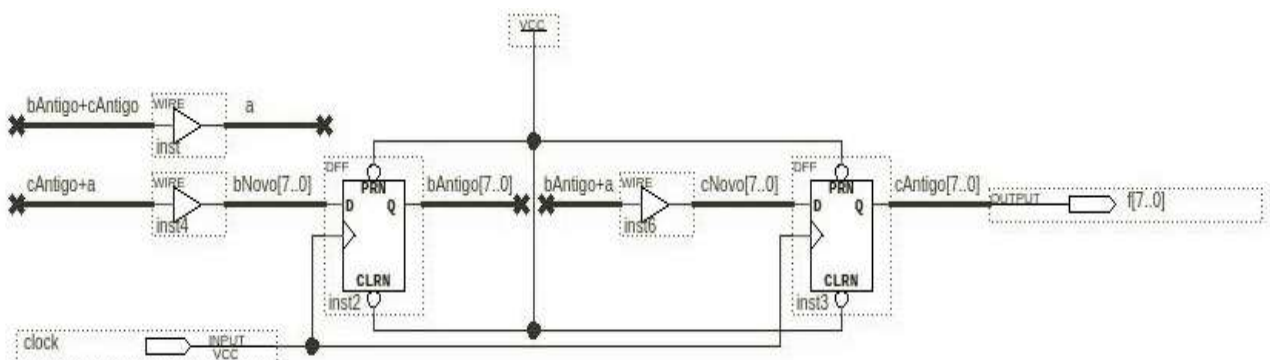 VCC
bAntigo+cAntigo
WIRE
a
inst
cAntigo+a
WIRE
bNovo[7..0]
inst4
DFF
PRN
D
Q
CLRN
inst2
bAntigo[7..0]
bAntigo+a
WIRE
cNovo[7..0]
inst6
DFF
PRN
D
Q
CLRN
inst3
cAntigo[7..0]
OUTPUT
f[7..0]
clock
INPUT
VCC